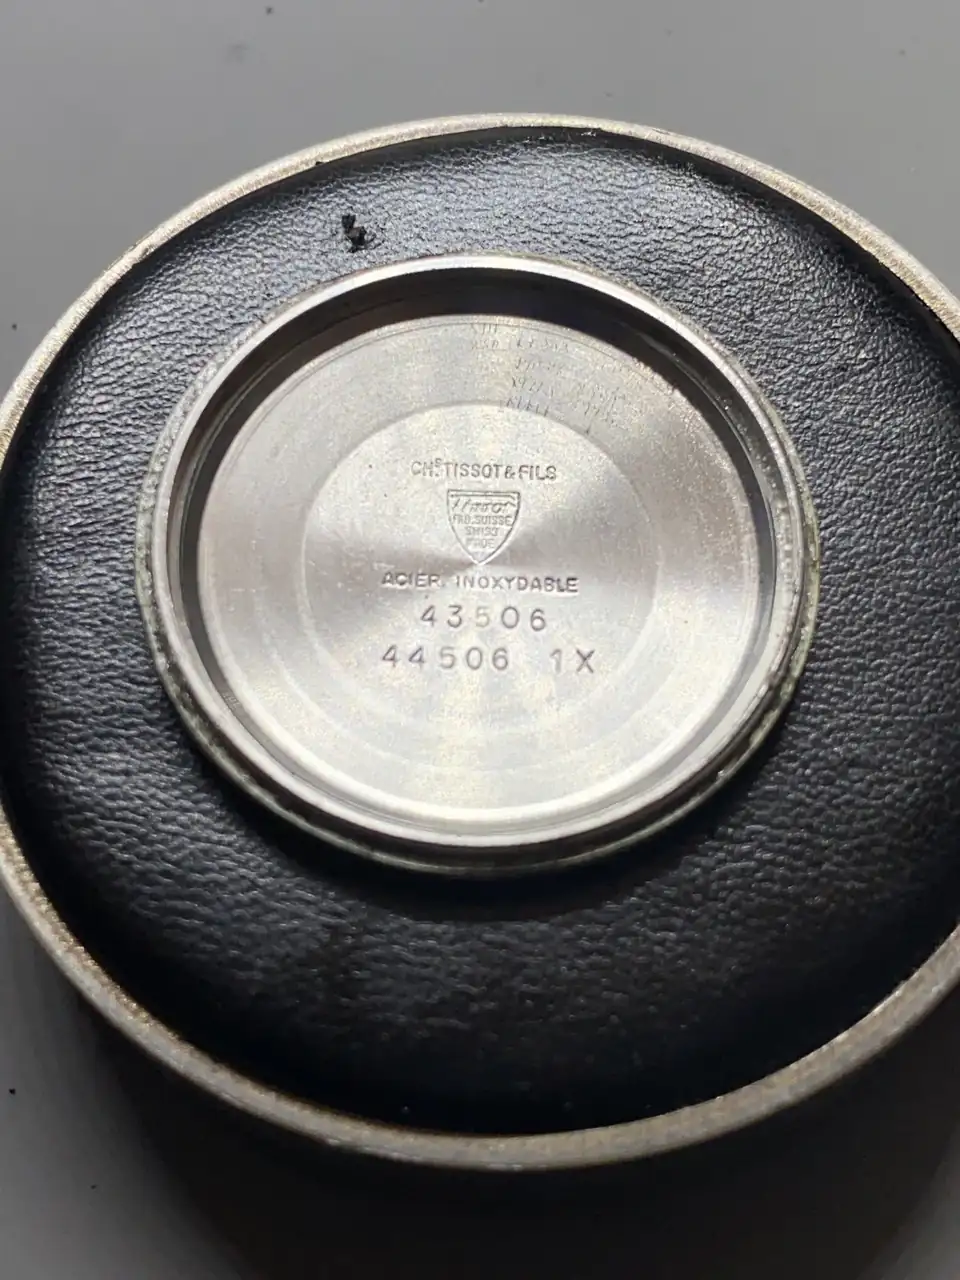 CHS TISSOT & FILS
Tissot
FAB. SUISSE
SWISS
MADE
ACIER INOXYDABLE
43506
44506 1X